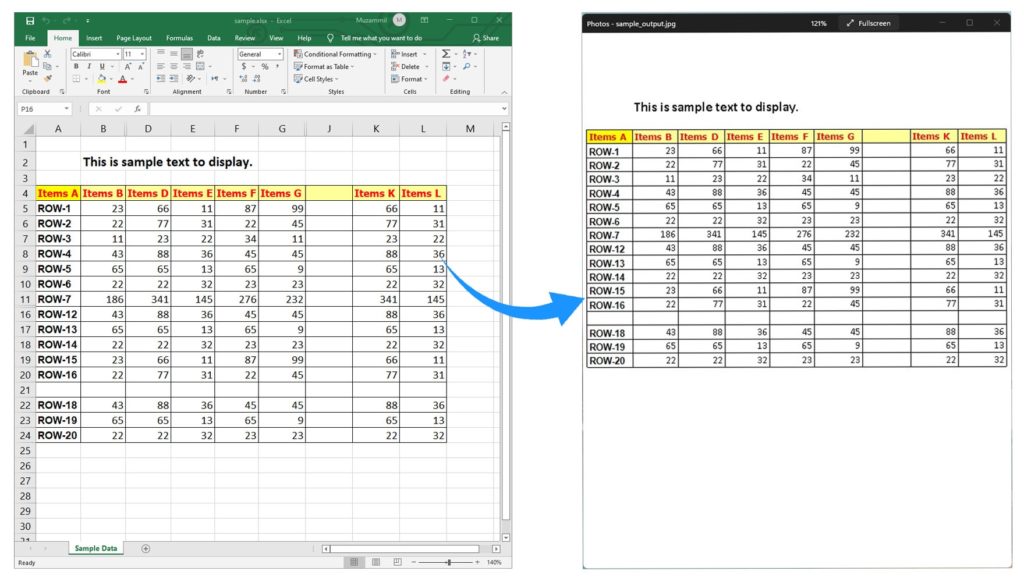 sample.xlsx - Excel
Muzammil M
File Home Insert Page Layout Formulas Data Review View Help Tell me what you want to do Share
Calibri 11 General Conditional Formatting Insert
Paste B I U $ % , Format as Table Delete
Cell Styles Format
Clipboard Font Alignment Number Styles Cells Editing
P16 fx
A B D E F G J K L M
1
2 This is sample text to display.
3
4 Items A Items B Items D Items E Items F Items G Items K Items L
5 ROW-1 23 66 11 87 99 66 11
6 ROW-2 22 77 31 22 45 77 31
7 ROW-3 11 23 22 34 11 23 22
8 ROW-4 43 88 36 45 45 88 36
9 ROW-5 65 65 13 65 9 65 13
10 ROW-6 22 22 32 23 23 22 32
11 ROW-7 186 341 145 276 232 341 145
16 ROW-12 43 88 36 45 45 88 36
17 ROW-13 65 65 13 65 9 65 13
18 ROW-14 22 22 32 23 23 22 32
19 ROW-15 23 66 11 87 99 66 11
20 ROW-16 22 77 31 22 45 77 31
21
22 ROW-18 43 88 36 45 45 88 36
23 ROW-19 65 65 13 65 9 65 13
24 ROW-20 22 22 32 23 23 22 32
25
26
27
28
29
30
Sample Data
Ready 140%
Photos - sample_output.jpg 121% Fullscreen
This is sample text to display.
Items A Items B Items D Items E Items F Items G Items K Items L
ROW-1 23 66 11 87 99 66 11
ROW-2 22 77 31 22 45 77 31
ROW-3 11 23 22 34 11 23 22
ROW-4 43 88 36 45 45 88 36
ROW-5 65 65 13 65 9 65 13
ROW-6 22 22 32 23 23 22 32
ROW-7 186 341 145 276 232 341 145
ROW-12 43 88 36 45 45 88 36
ROW-13 65 65 13 65 9 65 13
ROW-14 22 22 32 23 23 22 32
ROW-15 23 66 11 87 99 66 11
ROW-16 22 77 31 22 45 77 31
ROW-18 43 88 36 45 45 88 36
ROW-19 65 65 13 65 9 65 13
ROW-20 22 22 32 23 23 22 32